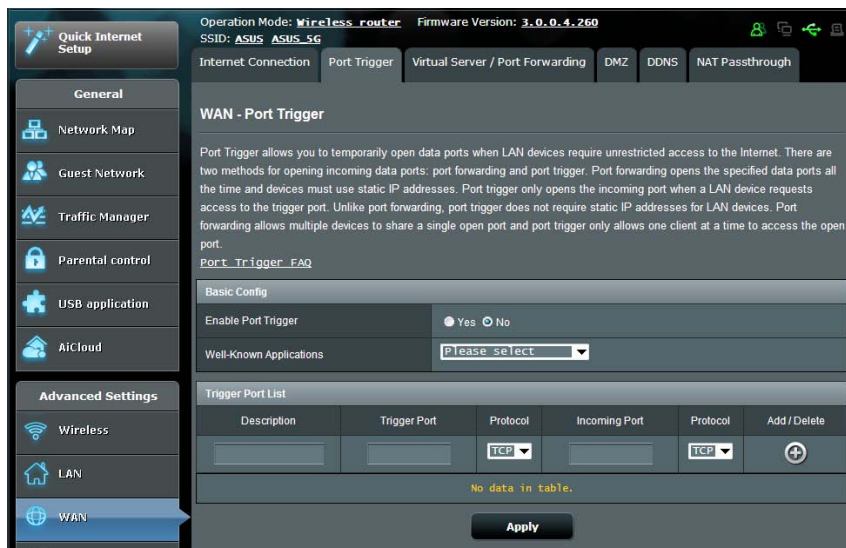 Quick Internet
Setup
Operation Mode: Wireless router Firmware Version: 3.0.0.4.260
SSID: ASUS ASUS_5G
Internet Connection Port Trigger Virtual Server / Port Forwarding DMZ DDNS NAT Passthrough
General
Network Map
Guest Network
Traffic Manager
Parental control
USB application
AiCloud
Advanced Settings
Wireless
LAN
WAN
WAN - Port Trigger
Port Trigger allows you to temporarily open data ports when LAN devices require unrestricted access to the Internet. There are
two methods for opening incoming data ports: port forwarding and port trigger. Port forwarding opens the specified data ports all
the time and devices must use static IP addresses. Port trigger only opens the incoming port when a LAN device requests
access to the trigger port. Unlike port forwarding, port trigger does not require static IP addresses for LAN devices. Port
forwarding allows multiple devices to share a single open port and port trigger only allows one client at a time to access the open
port.
Port Trigger FAQ
Basic Config
Enable Port Trigger Yes No
Well-Known Applications Please select
Trigger Port List
Description Trigger Port Protocol Incoming Port Protocol Add / Delete
TCP TCP
No data in table.
Apply